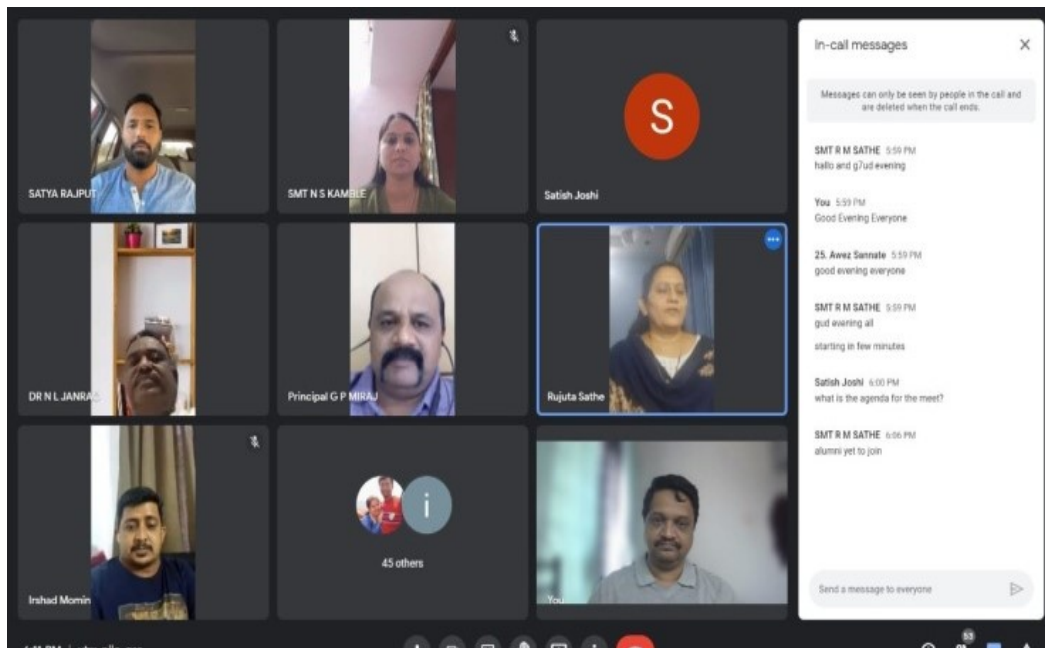 SATYA RAJPUT
SMT N S KAMBLE
S
Satish Joshi
DR N L JANRA
Principal G P MIRAJ
Rujuta Sathe
Irshad Momin
i
45 others
You
In-call messages
Messages can only be seen by people in the call and
are deleted when the call ends.
SMT R M SATHE 5:59 PM
hallo and g7ud evening
You 5:59 PM
Good Evening Everyone
25. Awez Sannate 5:59 PM
good evening everyone
SMT R M SATHE 5:59 PM
gud evening all
starting in few minutes
Satish Joshi 6:00 PM
what is the agenda for the meet?
SMT R M SATHE 6:06 PM
alumni yet to join
Send a message to everyone
53